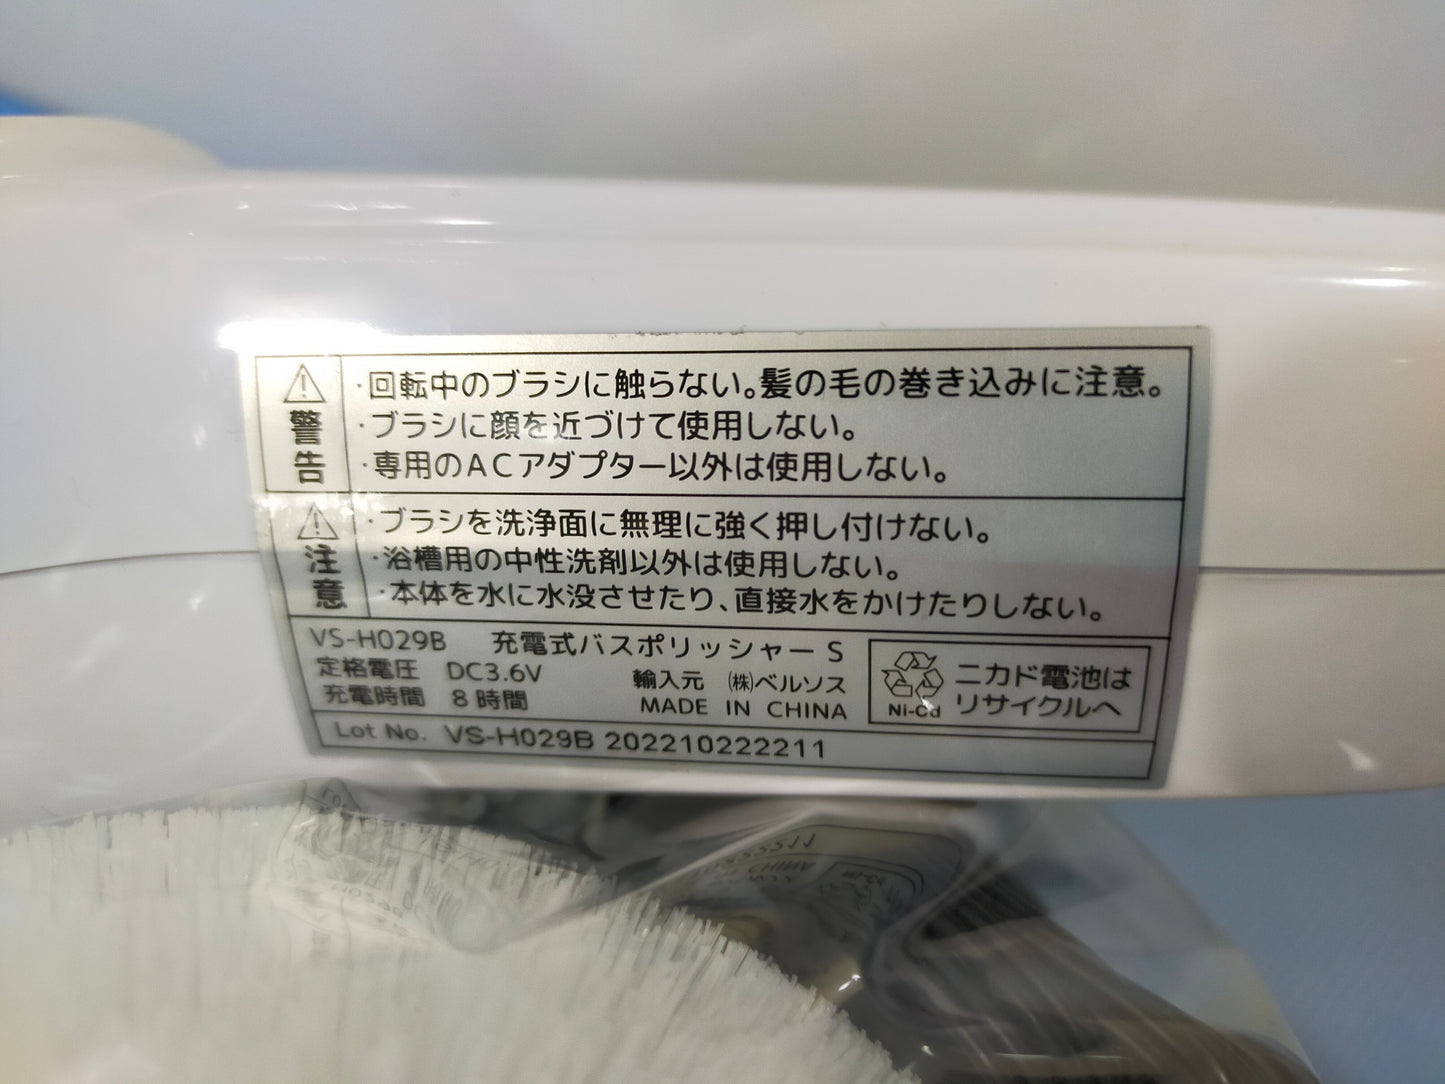 ⚠ 警告
・回転中のブラシに触らない。髪の毛の巻き込みに注意。
・ブラシに顔を近づけて使用しない。
・専用のACアダプター以外は使用しない。
⚠ 注意
・ブラシを洗浄面に無理に強く押し付けない。
・浴槽用の中性洗剤以外は使用しない。
・本体を水に水没させたり、直接水をかけたりしない。
VS-H029B 充電式バスポリッシャーS
定格電圧 DC3.6V
充電時間 8時間
輸入元 ㈱ベルソス
MADE IN CHINA
Ni-Cd
ニカド電池は
リサイクルへ
Lot No. VS-H029B 202210222211